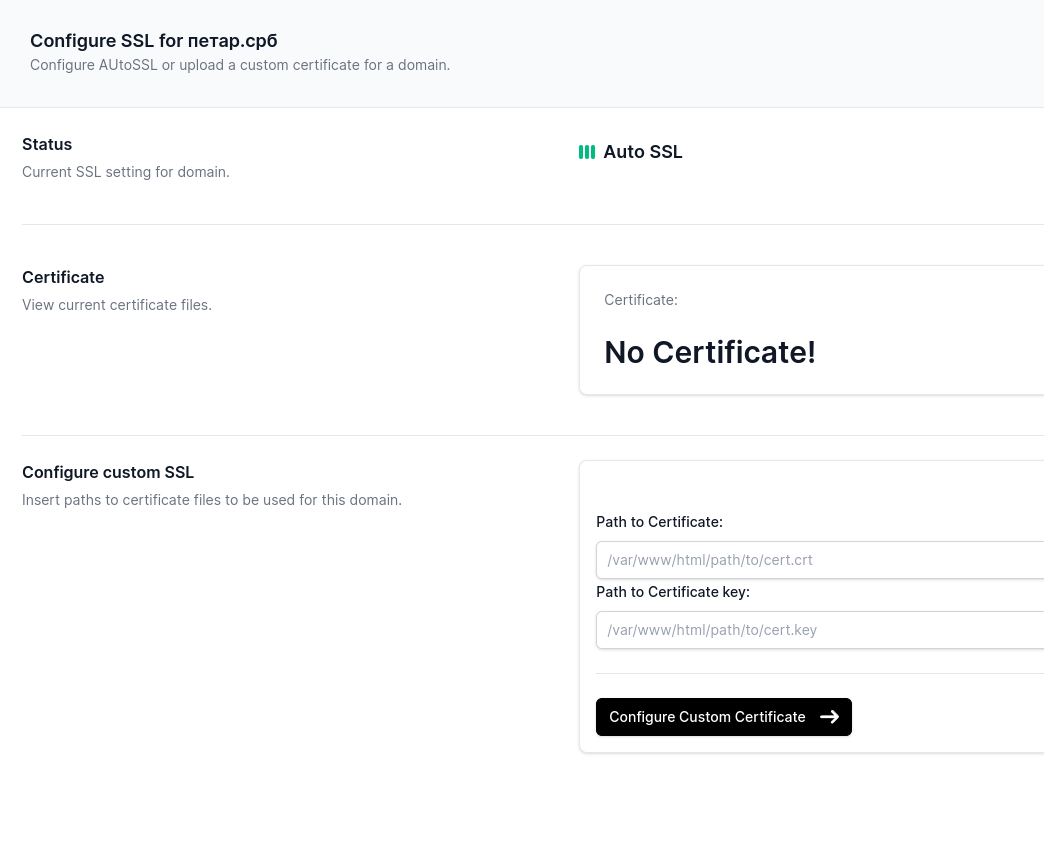 Configure SSL for петар.срб
Configure AUtoSSL or upload a custom certificate for a domain.
Status
Current SSL setting for domain.
Auto SSL
Certificate
View current certificate files.
Certificate:
No Certificate!
Configure custom SSL
Insert paths to certificate files to be used for this domain.
Path to Certificate:
/var/www/html/path/to/cert.crt
Path to Certificate key:
/var/www/html/path/to/cert.key
Configure Custom Certificate